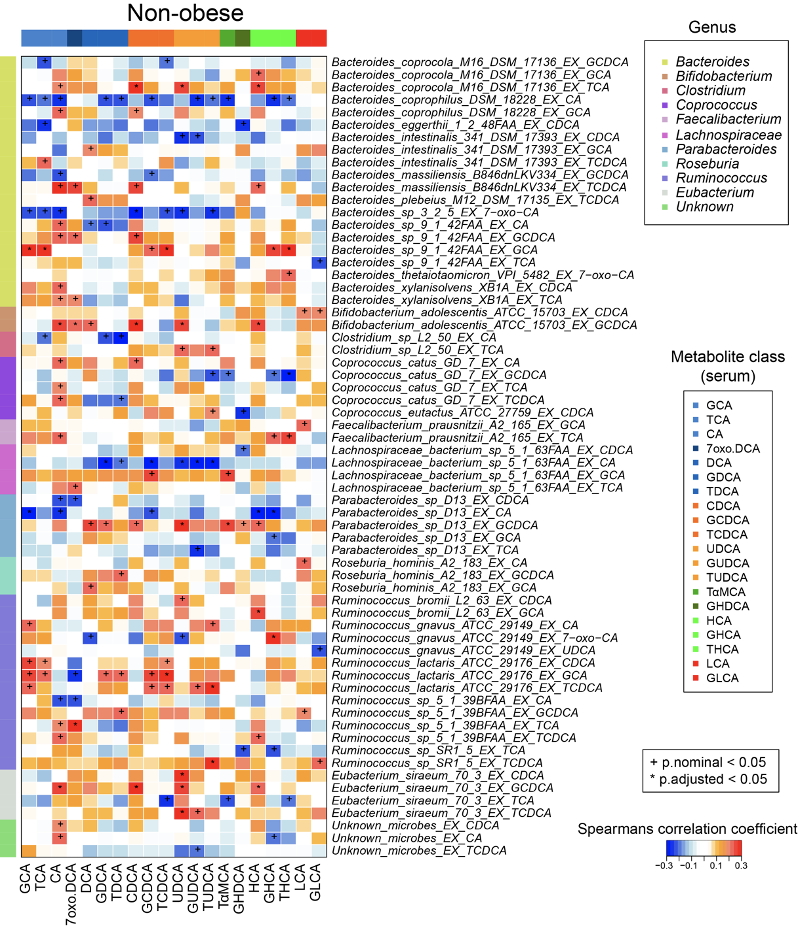 Non-obese
Bacteroides_coprocola_M16_DSM_17136_EX_GCDCA
Bacteroides_coprocola_M16_DSM_17136_EX_GCA
Bacteroides_coprocola_M16_DSM_17136_EX_TCA
Bacteroides_coprophilus_DSM_18228_EX_CA
Bacteroides_coprophilus_DSM_18228_EX_GCA
Bacteroides_eggerthii_1_2_48FAA_EX_CDCA
Bacteroides_intestinalis_341_DSM_17393_EX_CDCA
Bacteroides_intestinalis_341_DSM_17393_EX_GCA
Bacteroides_intestinalis_341_DSM_17393_EX_TCDCA
Bacteroides_massiliensis_B846dnLKV334_EX_GCDCA
Bacteroides_massiliensis_B846dnLKV334_EX_TCDCA
Bacteroides_plebeius_M12_DSM_17135_EX_TCDCA
Bacteroides_sp_3_2_5_EX_7-oxo-CA
Bacteroides_sp_9_1_42FAA_EX_CA
Bacteroides_sp_9_1_42FAA_EX_GCDCA
Bacteroides_sp_9_1_42FAA_EX_GCA
Bacteroides_sp_9_1_42FAA_EX_TCA
Bacteroides_thetaiotaomicron_VPI_5482_EX_7-oxo-CA
Bacteroides_xylanisolvens_XB1A_EX_CDCA
Bacteroides_xylanisolvens_XB1A_EX_TCA
Bifidobacterium_adolescentis_ATCC_15703_EX_CDCA
Bifidobacterium_adolescentis_ATCC_15703_EX_GCDCA
Clostridium_sp_L2_50_EX_CA
Clostridium_sp_L2_50_EX_TCA
Coprococcus_catus_GD_7_EX_CA
Coprococcus_catus_GD_7_EX_GCDCA
Coprococcus_catus_GD_7_EX_TCA
Coprococcus_catus_GD_7_EX_TCDCA
Coprococcus_eutactus_ATCC_27759_EX_CDCA
Faecalibacterium_prausnitzii_A2_165_EX_GCA
Faecalibacterium_prausnitzii_A2_165_EX_TCA
Lachnospiraceae_bacterium_sp_5_1_63FAA_EX_CDCA
Lachnospiraceae_bacterium_sp_5_1_63FAA_EX_CA
Lachnospiraceae_bacterium_sp_5_1_63FAA_EX_GCA
Lachnospiraceae_bacterium_sp_5_1_63FAA_EX_TCA
Parabacteroides_sp_D13_EX_CDCA
Parabacteroides_sp_D13_EX_CA
Parabacteroides_sp_D13_EX_GCDCA
Parabacteroides_sp_D13_EX_GCA
Parabacteroides_sp_D13_EX_TCA
Roseburia_hominis_A2_183_EX_CA
Roseburia_hominis_A2_183_EX_GCDCA
Roseburia_hominis_A2_183_EX_GCA
Ruminococcus_bromii_L2_63_EX_CDCA
Ruminococcus_bromii_L2_63_EX_GCA
Ruminococcus_gnavus_ATCC_29149_EX_CA
Ruminococcus_gnavus_ATCC_29149_EX_7-oxo-CA
Ruminococcus_gnavus_ATCC_29149_EX_UDCA
Ruminococcus_lactaris_ATCC_29176_EX_CDCA
Ruminococcus_lactaris_ATCC_29176_EX_GCA
Ruminococcus_lactaris_ATCC_29176_EX_TCDCA
Ruminococcus_sp_5_1_39BFAA_EX_CA
Ruminococcus_sp_5_1_39BFAA_EX_GCDCA
Ruminococcus_sp_5_1_39BFAA_EX_TCA
Ruminococcus_sp_5_1_39BFAA_EX_TCDCA
Ruminococcus_sp_SR1_5_EX_TCA
Ruminococcus_sp_SR1_5_EX_TCDCA
Eubacterium_siraeum_70_3_EX_CDCA
Eubacterium_siraeum_70_3_EX_GCDCA
Eubacterium_siraeum_70_3_EX_TCA
Eubacterium_siraeum_70_3_EX_TCDCA
Unknown_microbes_EX_CDCA
Unknown_microbes_EX_CA
Unknown_microbes_EX_TCDCA
GCA
TCA
CA
7oxo.DCA
DCA
GDCA
TDCA
CDCA
GCDCA
TCDCA
UDCA
GUDCA
TUDCA
TαMCA
GHDCA
HCA
GHCA
THCA
LCA
GLCA
Genus
Bacteroides
Bifidobacterium
Clostridium
Coprococcus
Faecalibacterium
Lachnospiraceae
Parabacteroides
Roseburia
Ruminococcus
Eubacterium
Unknown
Metabolite class
(serum)
GCA
TCA
CA
7oxo.DCA
DCA
GDCA
TDCA
CDCA
GCDCA
TCDCA
UDCA
GUDCA
TUDCA
TαMCA
GHDCA
HCA
GHCA
THCA
LCA
GLCA
+ p.nominal < 0.05
* p.adjusted < 0.05
Spearmans correlation coefficient
-0.3 -0.1 0.1 0.3